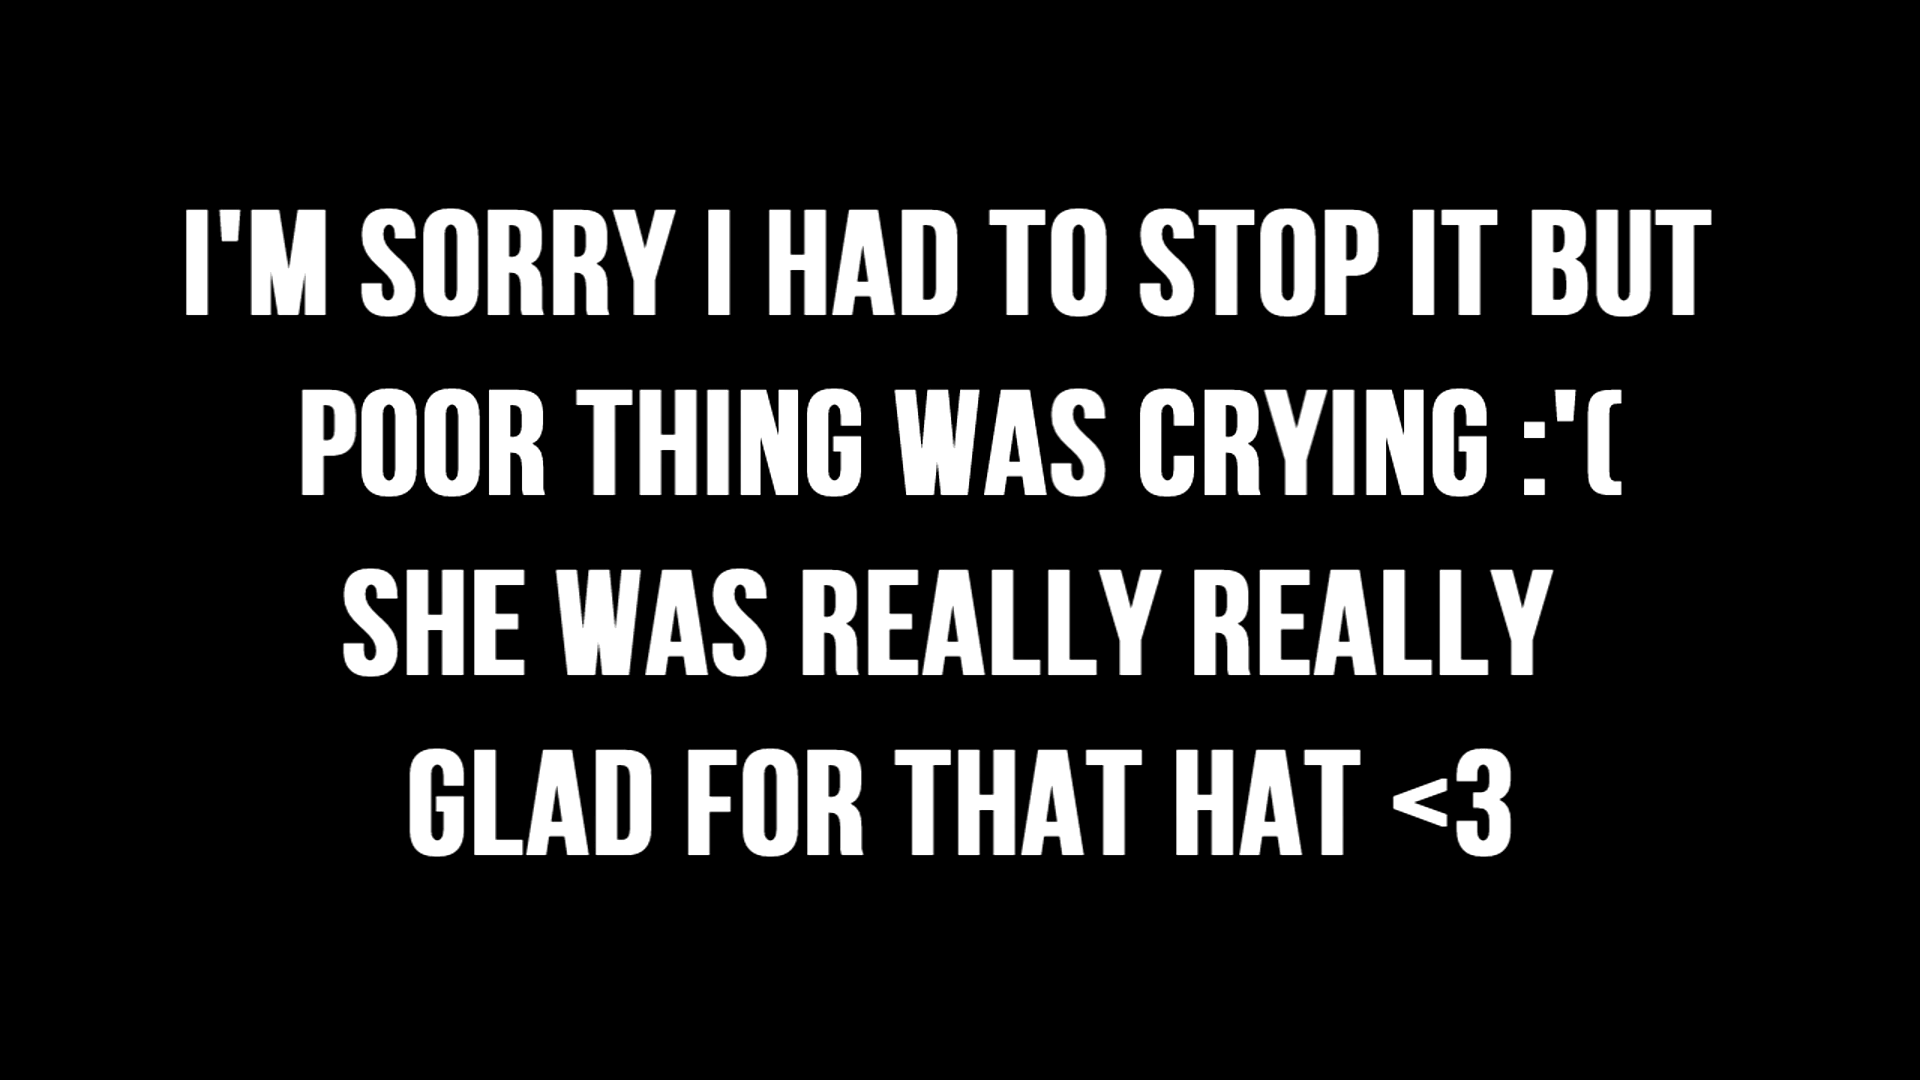 I'M SORRY I HAD TO STOP IT BUT
POOR THING WAS CRYING :'(
SHE WAS REALLY REALLY
GLAD FOR THAT HAT <3